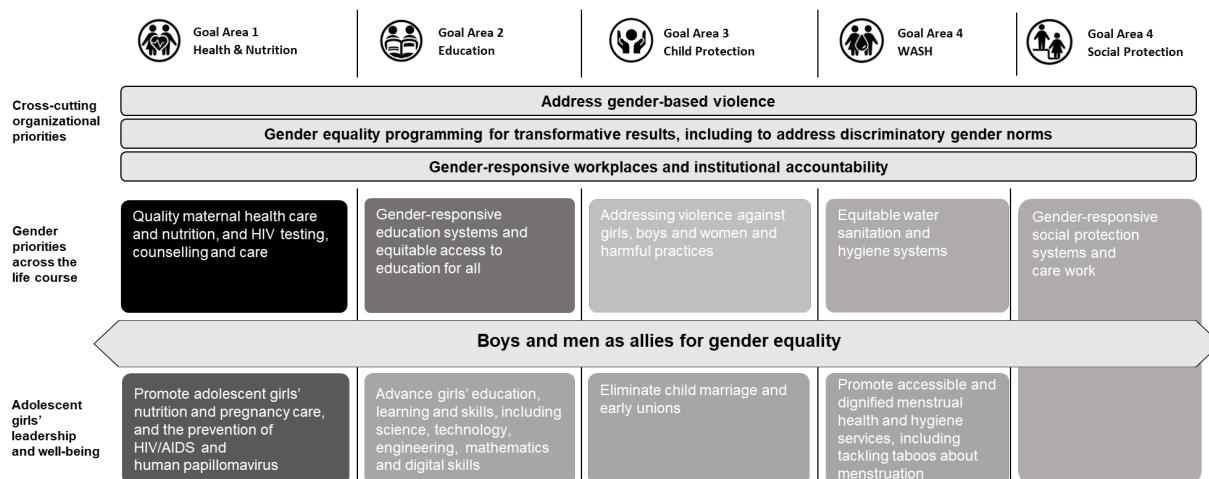 Goal Area 1
Health & Nutrition
Goal Area 2
Education
Goal Area 3
Child Protection
Goal Area 4
WASH
Goal Area 4
Social Protection
Cross-cutting
organizational
priorities
Address gender-based violence
Gender equality programming for transformative results, including to address discriminatory gender norms
Gender-responsive workplaces and institutional accountability
Gender
priorities
across the
life course
Quality maternal health care
and nutrition, and HIV testing,
counselling and care
Gender-responsive
education systems and
equitable access to
education for all
Addressing violence against
girls, boys and women and
harmful practices
Equitable water
sanitation and
hygiene systems
Gender-responsive
social protection
systems and
care work
Boys and men as allies for gender equality
Adolescent
girls'
leadership
and well-being
Promote adolescent girls'
nutrition and pregnancy care,
and the prevention of
HIV/AIDS and
human papillomavirus
Advance girls' education,
learning and skills, including
science, technology,
engineering, mathematics
and digital skills
Eliminate child marriage and
early unions
Promote accessible and
dignified menstrual
health and hygiene
services, including
tackling taboos about
menstruation